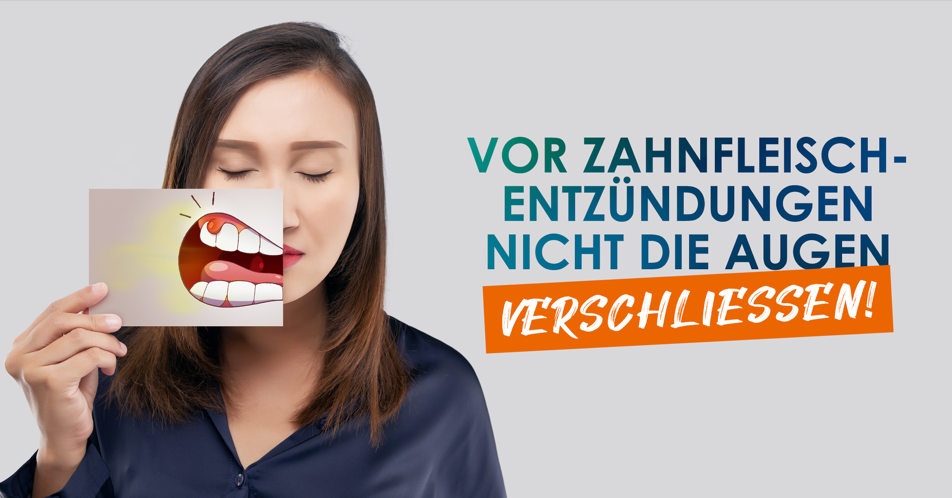 VOR ZAHNFLEISCH-
ENTZÜNDUNGEN
NICHT DIE AUGEN
VERSCHLIESSEN!